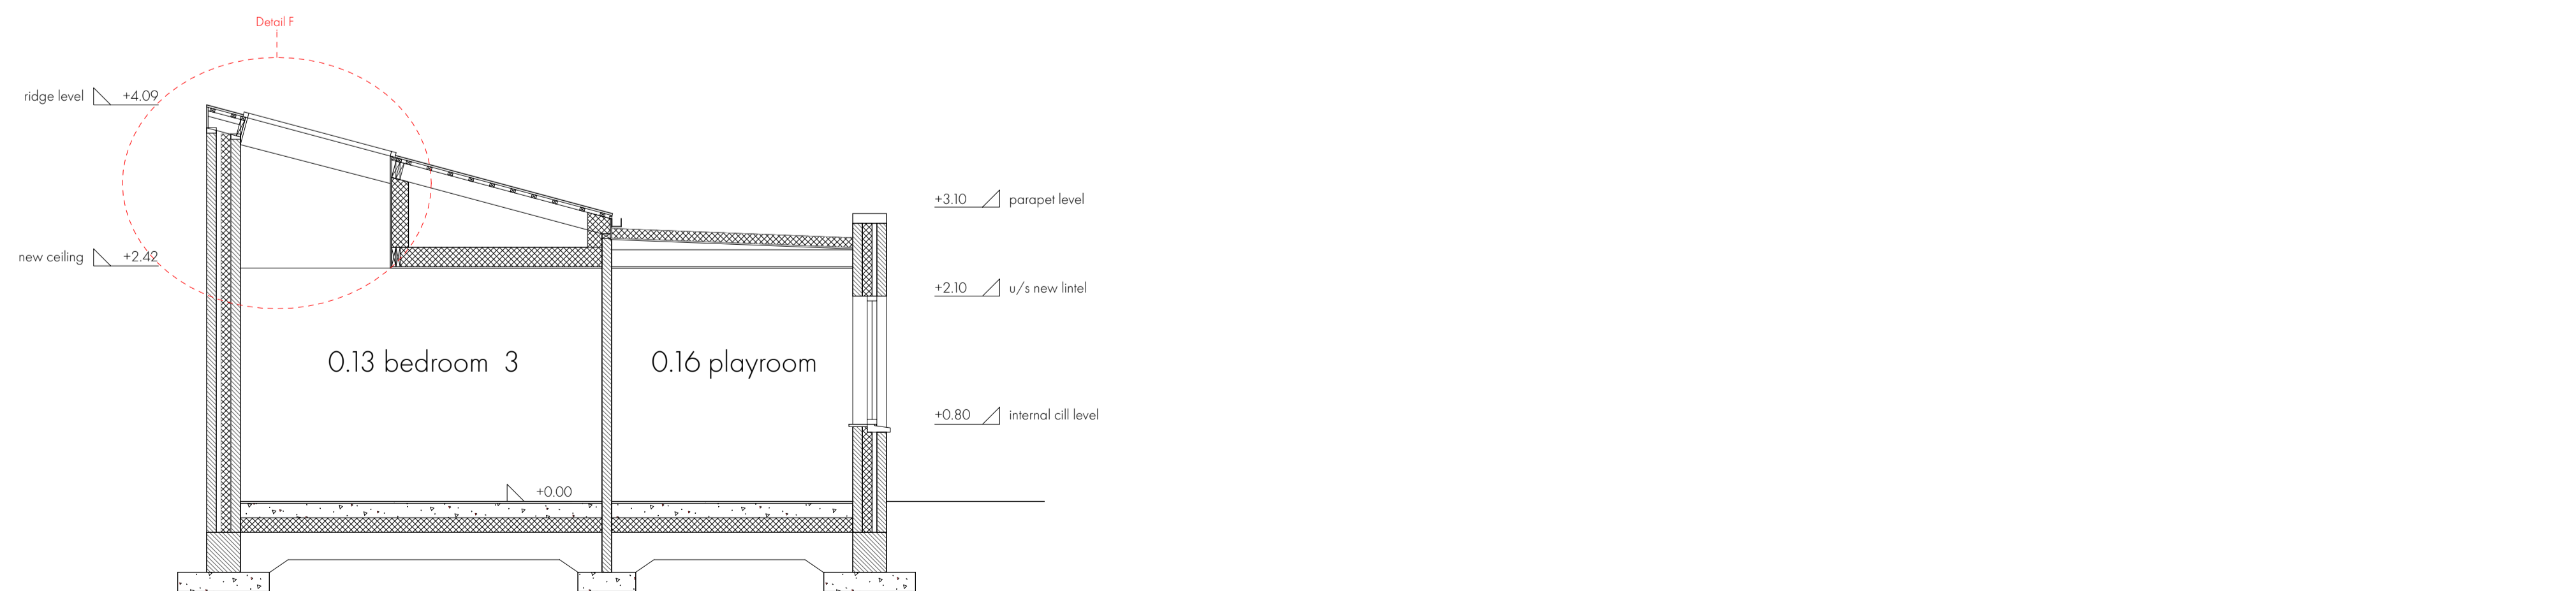 Detail F
ridge level +4.09
+3.10 parapet level
new ceiling +2.42
+2.10 u/s new lintel
0.13 bedroom 3
0.16 playroom
+0.80 internal cill level
+0.00